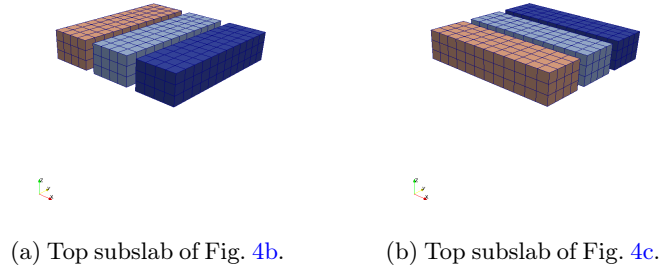 (a) Top subslab of Fig. 4b.
(b) Top subslab of Fig. 4c.